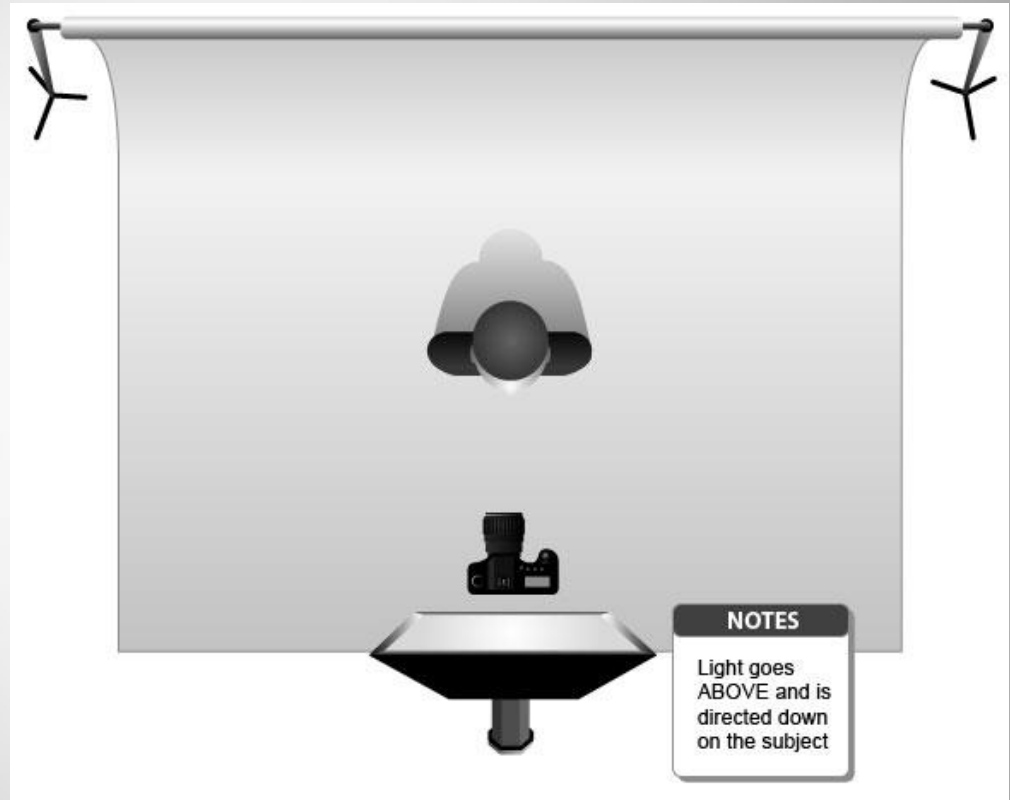 NOTES
Light goes
ABOVE and is
directed down
on the subject